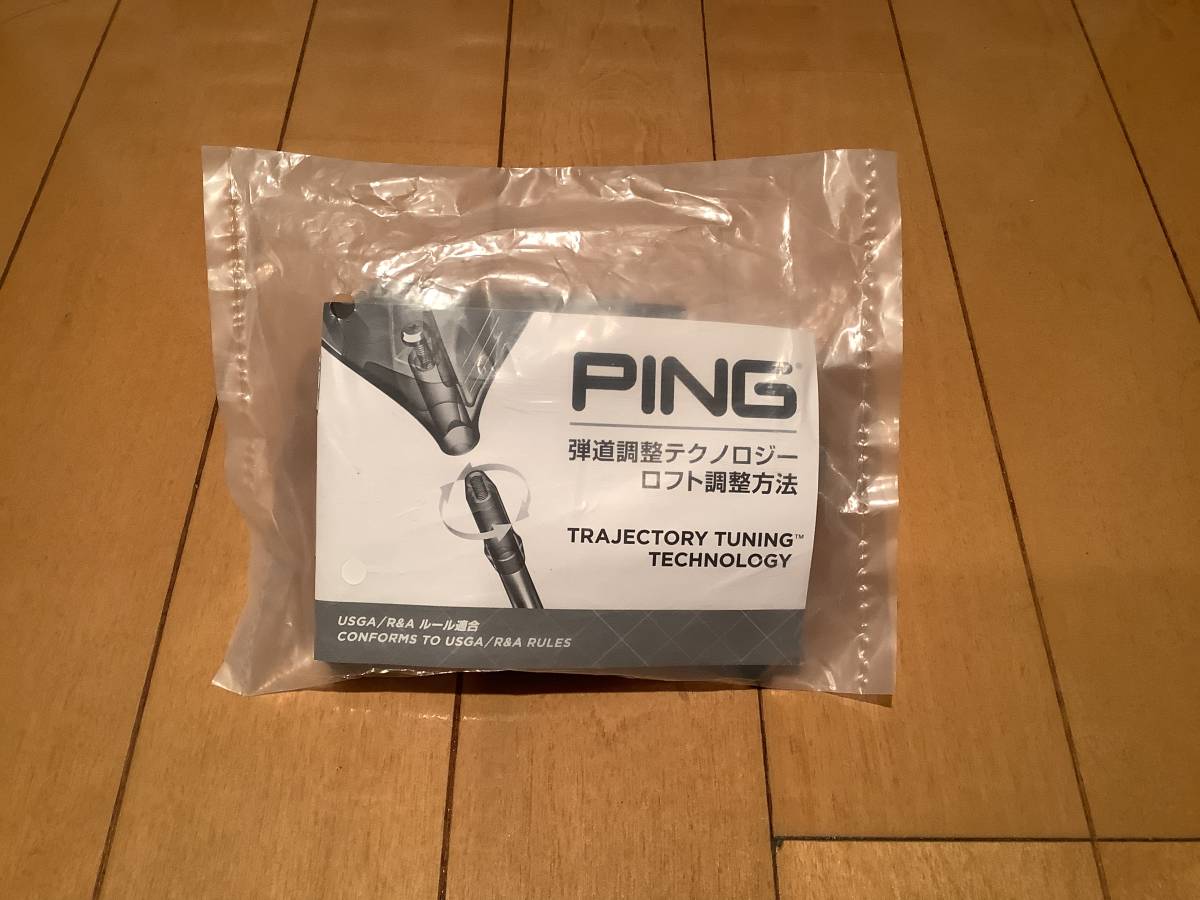 PING
弾道調整テクノロジー
ロフト調整方法
TRAJECTORY TUNING™
TECHNOLOGY
USGA/R&A ルール適合
CONFORMS TO USGA/R&A RULES